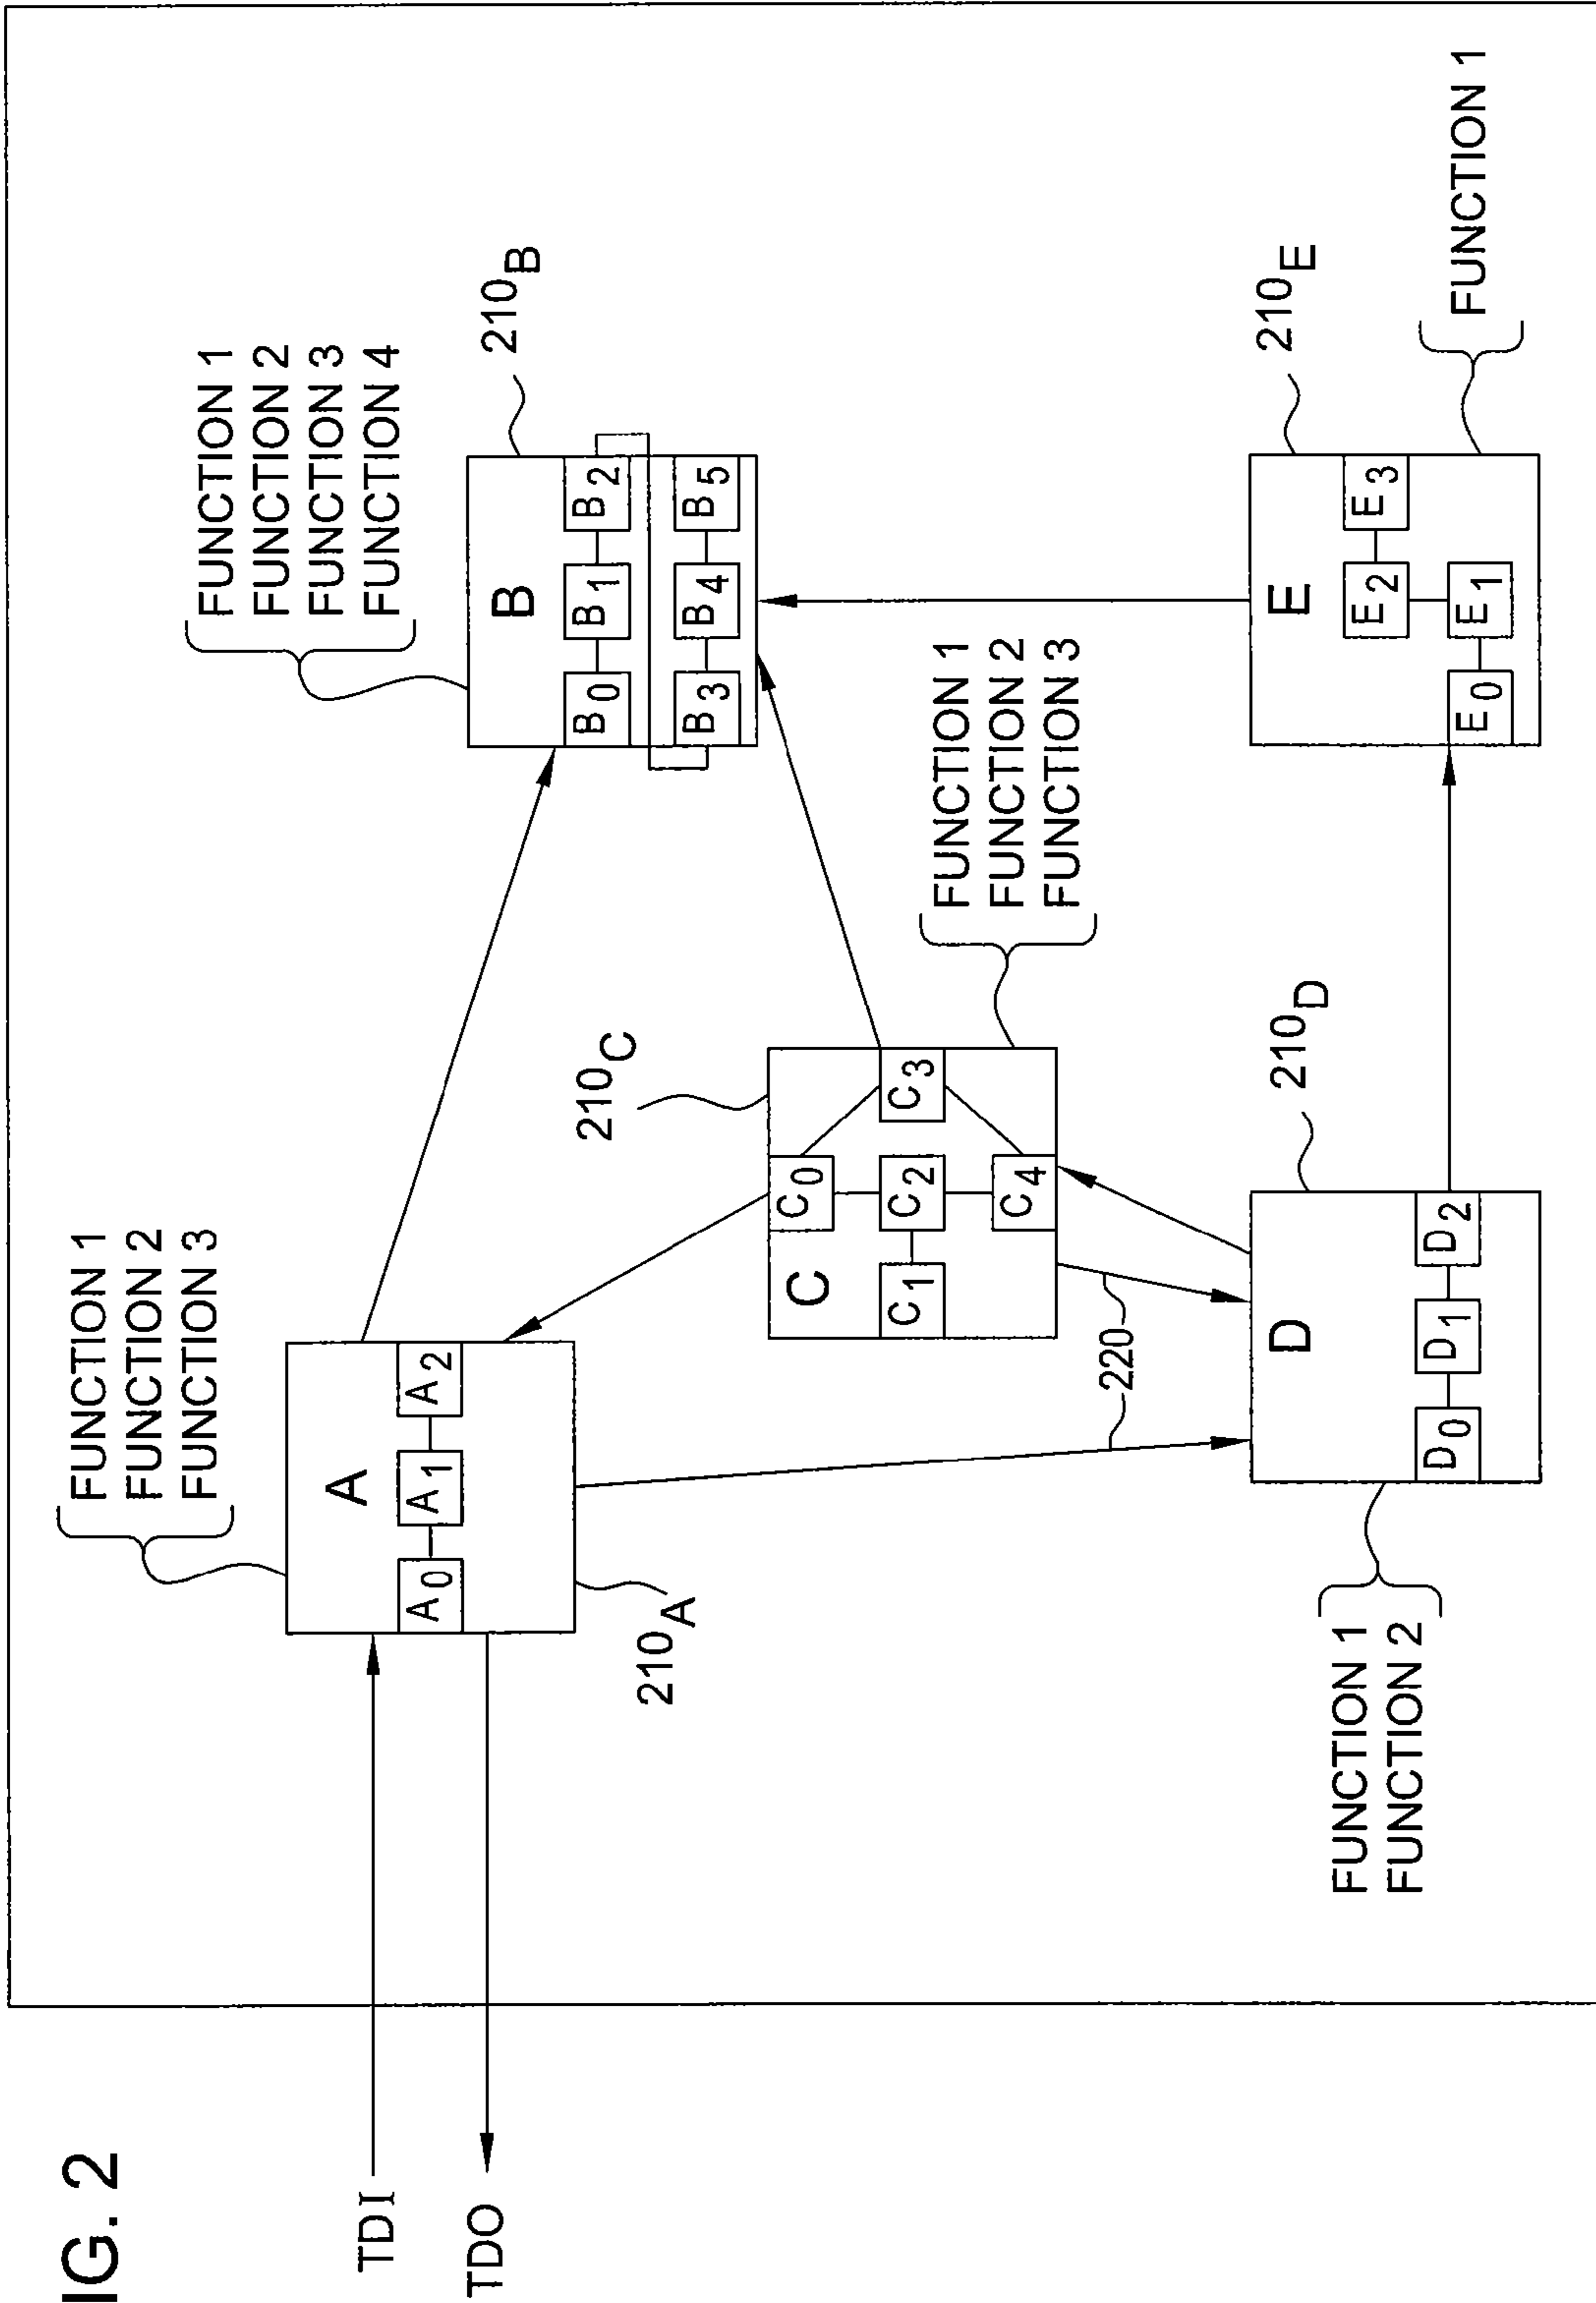 IG. 2
TDI
TDO
FUNCTION 1
FUNCTION 2
FUNCTION 3
A
A0
A1
A2
210A
FUNCTION 1
FUNCTION 2
FUNCTION 3
FUNCTION 4
B
B0
B1
B2
B3
B4
B5
210B
210C
C
C0
C1
C2
C3
C4
FUNCTION 1
FUNCTION 2
FUNCTION 3
220
D
D0
D1
D2
210D
FUNCTION 1
FUNCTION 2
E
E2
E3
E0
E1
210E
FUNCTION 1